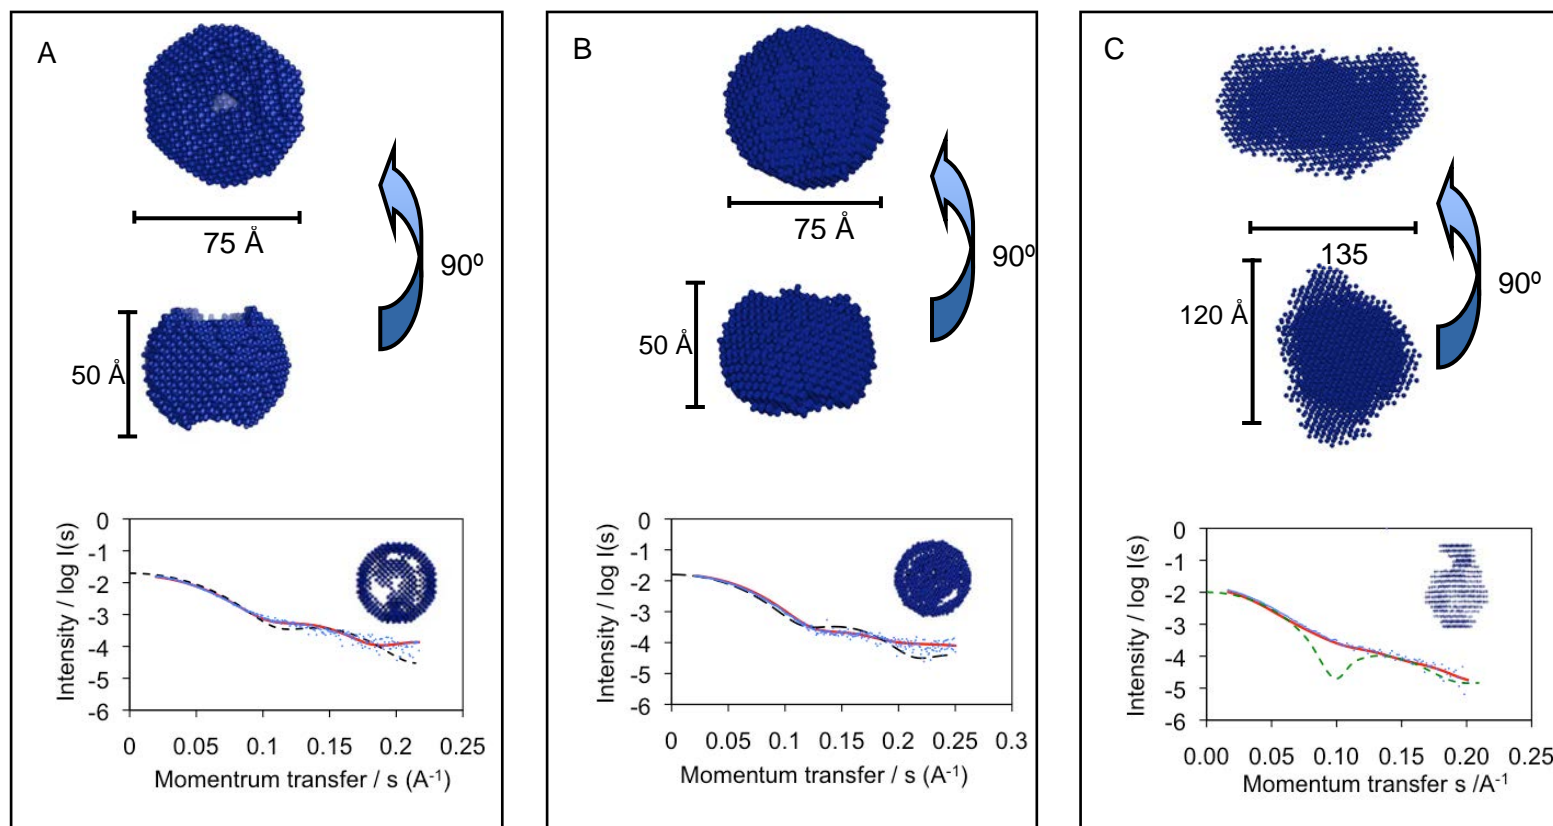 A
75 Å
90º
50 Å
Intensity / log I(s)
0
-1
-2
-3
-4
-5
-6
0 0.05 0.1 0.15 0.2 0.25
Momentrum transfer / s (A⁻¹)
B
75 Å
90º
50 Å
Intensity / log I(s)
0
-1
-2
-3
-4
-5
-6
0 0.05 0.1 0.15 0.2 0.25 0.3
Momentum transfer / s (A⁻¹)
C
135
90º
120 Å
Intensity / log I(s)
0
-1
-2
-3
-4
-5
-6
0.00 0.05 0.10 0.15 0.20 0.25
Momentum transfer s /A⁻¹